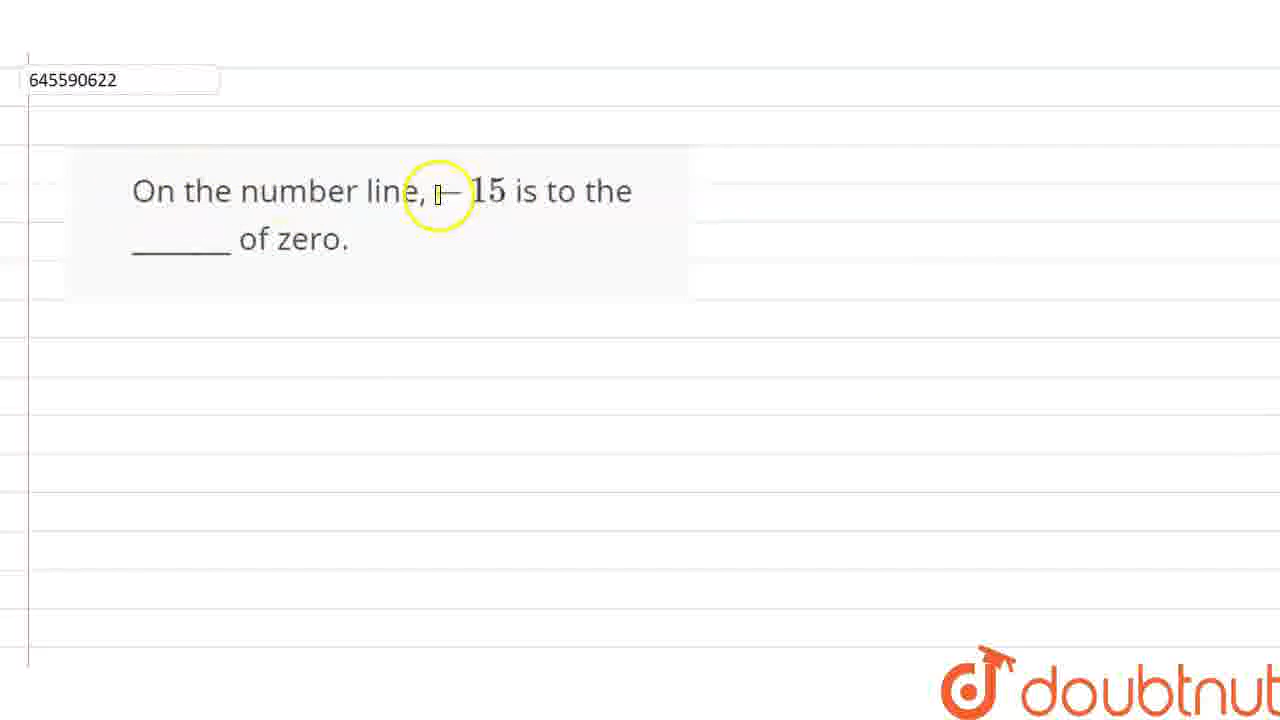 645590622
On the number line, − 15 is to the
_______ of zero.
doubtnut